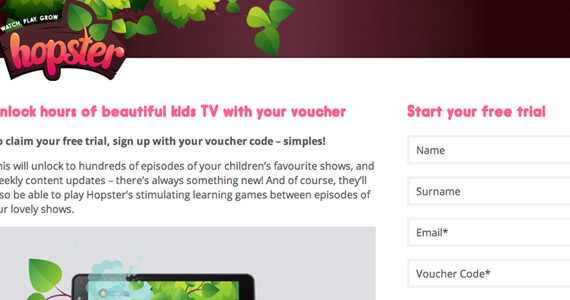 WATCH. PLAY. GROW
hopster
nlock hours of beautiful kids TV with your voucher
o claim your free trial, sign up with your voucher code – simples!
his will unlock to hundreds of episodes of your children's favourite shows, and
eekly content updates – there's always something new! And of course, they'll
so be able to play Hopster's stimulating learning games between episodes of
ur lovely shows.
Start your free trial
Name
Surname
Email*
Voucher Code*